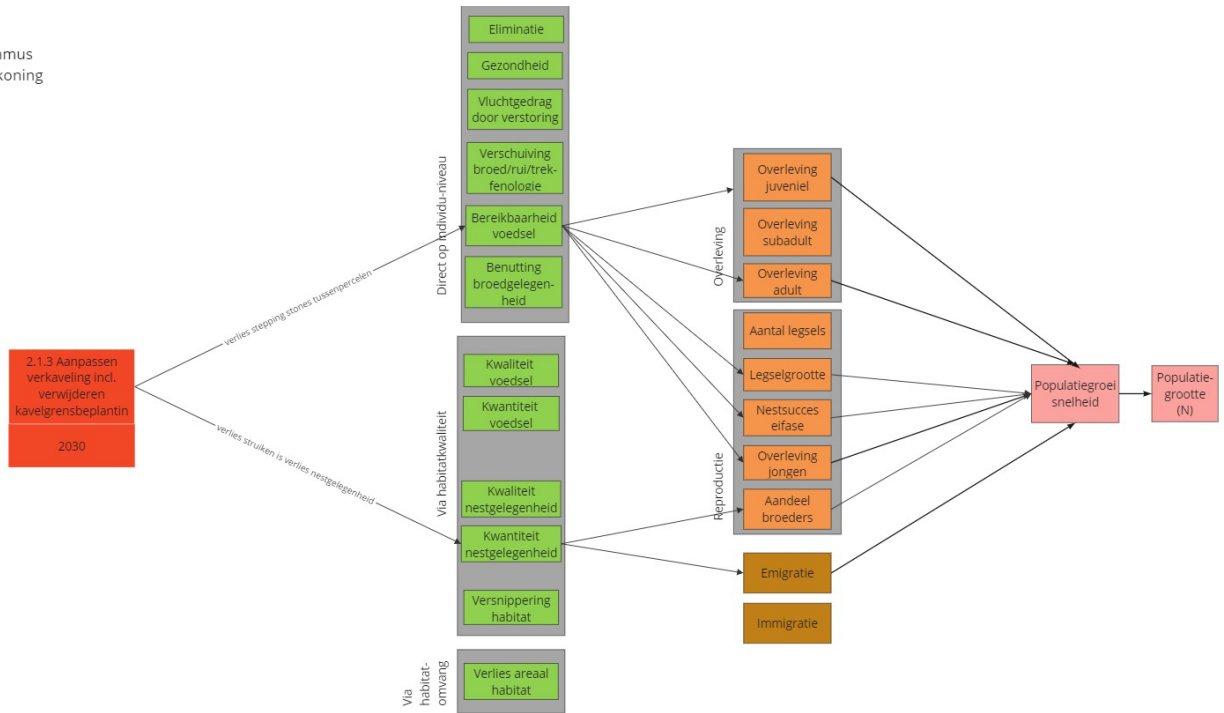 mus
koning
2.1.3 Aanpassen
verkaveling incl.
verwijderen
kavelgrensbeplantin
2030
verlies stepping stones tussenpercelen
verlies struiken is verlies nestgelegenheid
Direct op individu-niveau
Eliminatie
Gezondheid
Vluchtgedrag
door verstoring
Verschuiving
broed/rui/trek-
fenologie
Bereikbaarheid
voedsel
Benutting
broedgelegen-
heid
Via habitatkwaliteit
Kwaliteit
voedsel
Kwantiteit
voedsel
Kwaliteit
nestgelegenheid
Kwantiteit
nestgelegenheid
Versnippering
habitat
Via
habitat-
omvang
Verlies areaal
habitat
Overleving
Overleving
juveniel
Overleving
subadult
Overleving
adult
Reproductie
Aantal legsels
Legselgrootte
Nestsucces
eifase
Overleving
jongen
Aandeel
broeders
Emigratie
Immigratie
Populatiegroei
snelheid
Populatie-
grootte
(N)